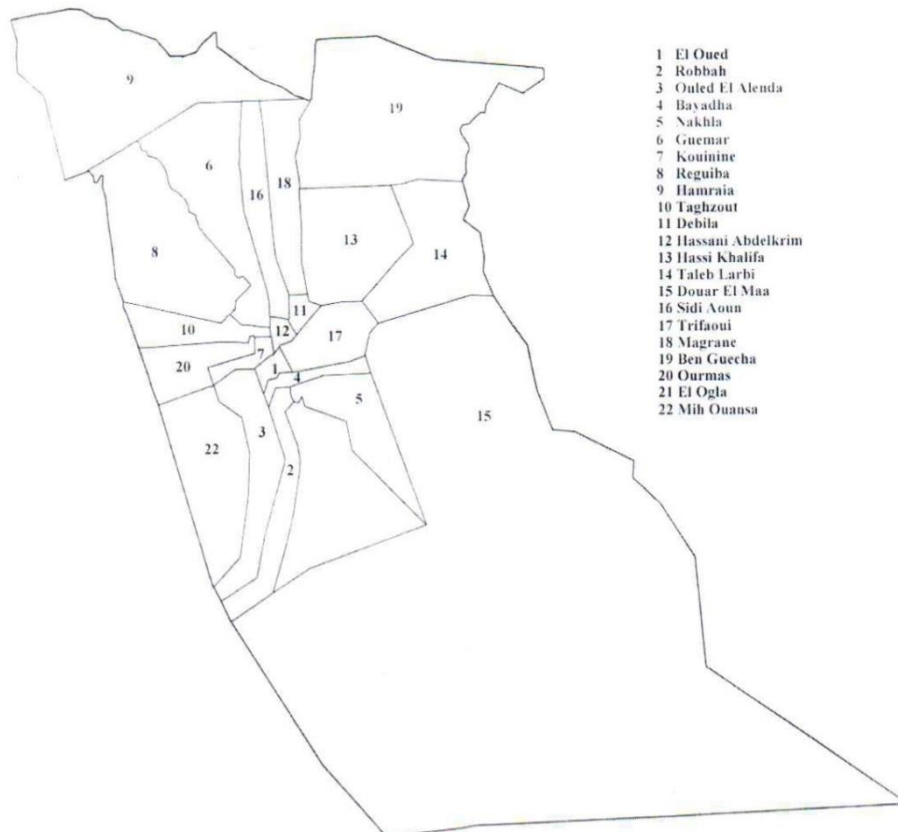 9
19
6
16
18
13
8
14
11
10
12
17
7
1
20
4
5
3
22
2
15
1 El Oued
2 Robbah
3 Ouled El Alenda
4 Bayadha
5 Nakhla
6 Guemar
7 Kouinine
8 Reguiba
9 Hamraia
10 Taghzout
11 Debila
12 Hassani Abdelkrim
13 Hassi Khalifa
14 Taleb Larbi
15 Douar El Maa
16 Sidi Aoun
17 Trifaoui
18 Magrane
19 Ben Guecha
20 Ourmas
21 El Ogla
22 Mih Ouansa